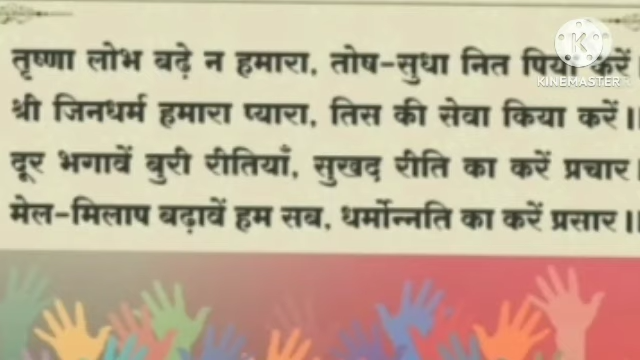 तृष्णा लोभ बढ़े न हमारा, तोष-सुधा नित पिया करें।
श्री जिनधर्म हमारा प्यारा, तिस की सेवा किया करें।।
दूर भगावें बुरी रीतियाँ, सुखद रीति का करें प्रचार।
मेल-मिलाप बढ़ावें हम सब, धर्मोन्नति का करें प्रसार।।
K
KINEMASTER